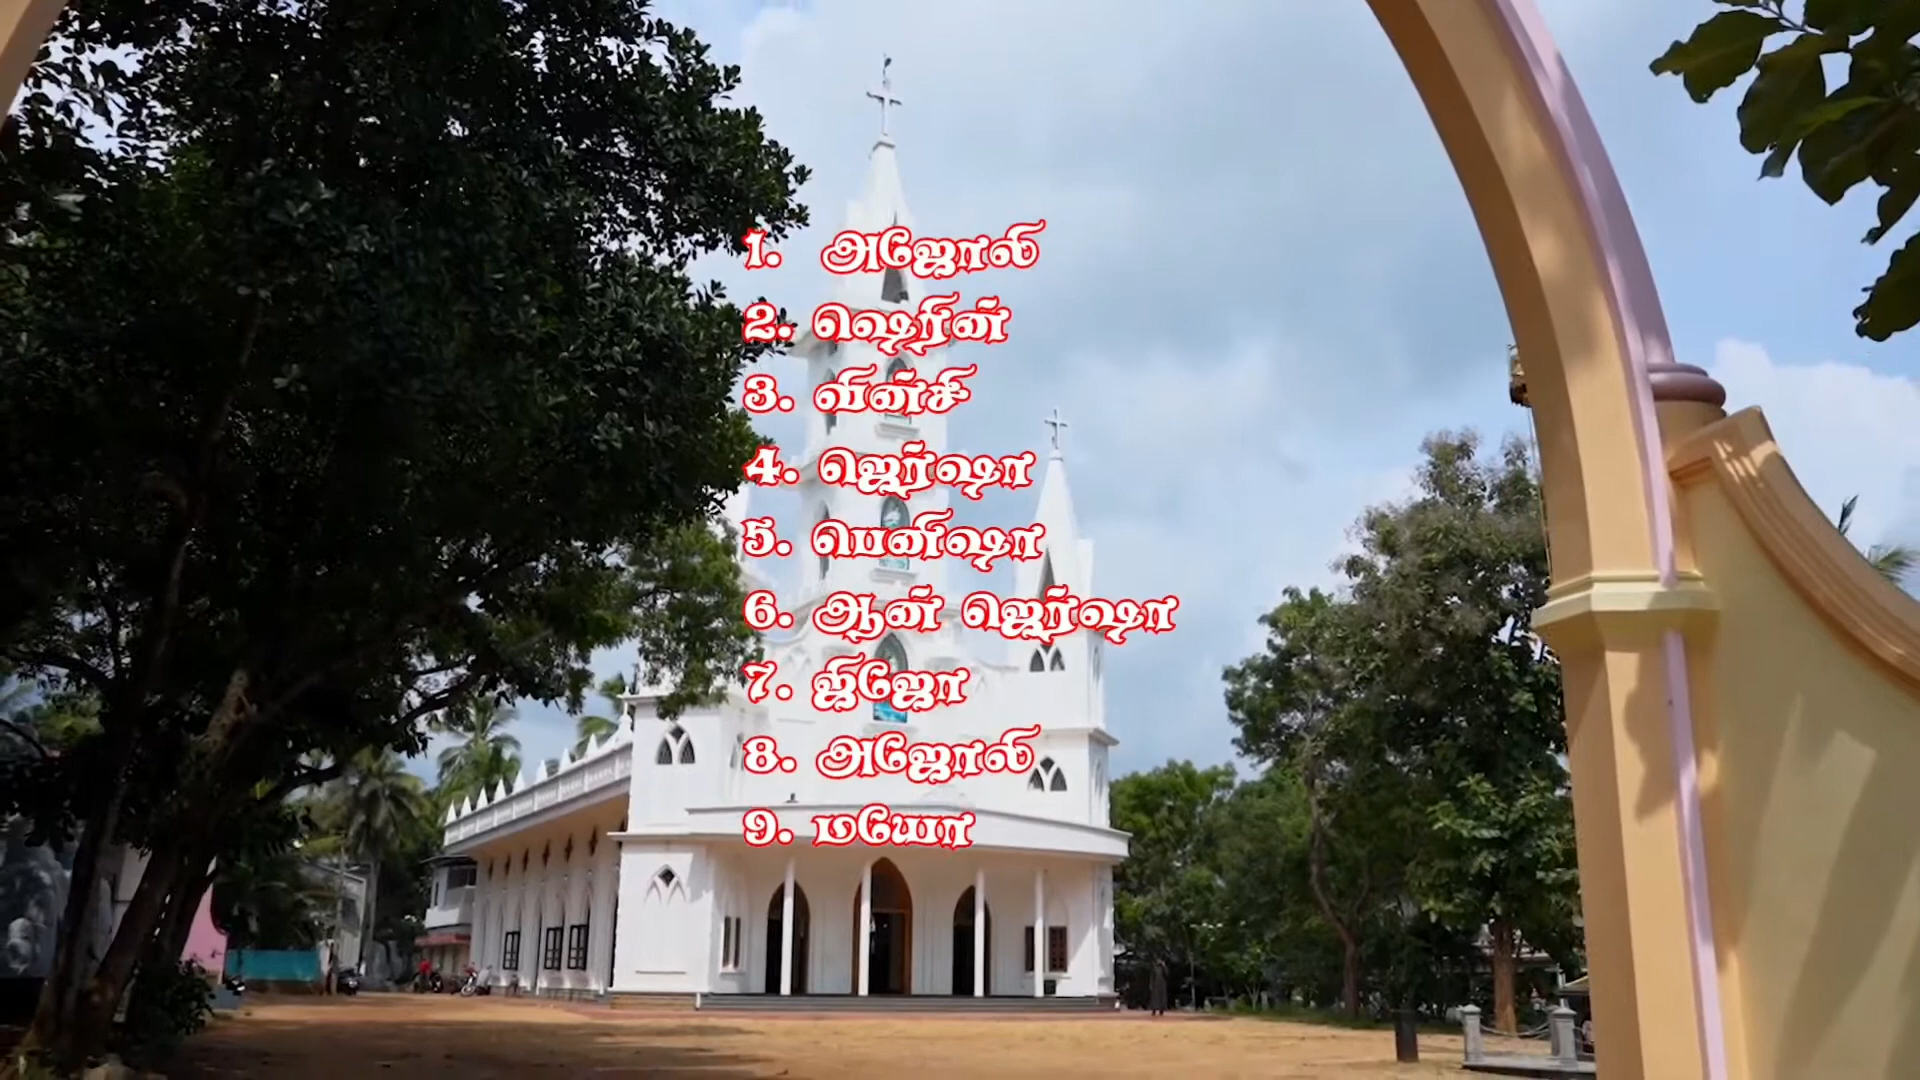 1. அஜோலி
2. ஷெரின்
3. வின்சி
4. ஜெர்ஷா
5. பெனிஷா
6. ஆன் ஜெர்ஷா
7. ஜிஜோ
8. அஜோலி
9. மயோ